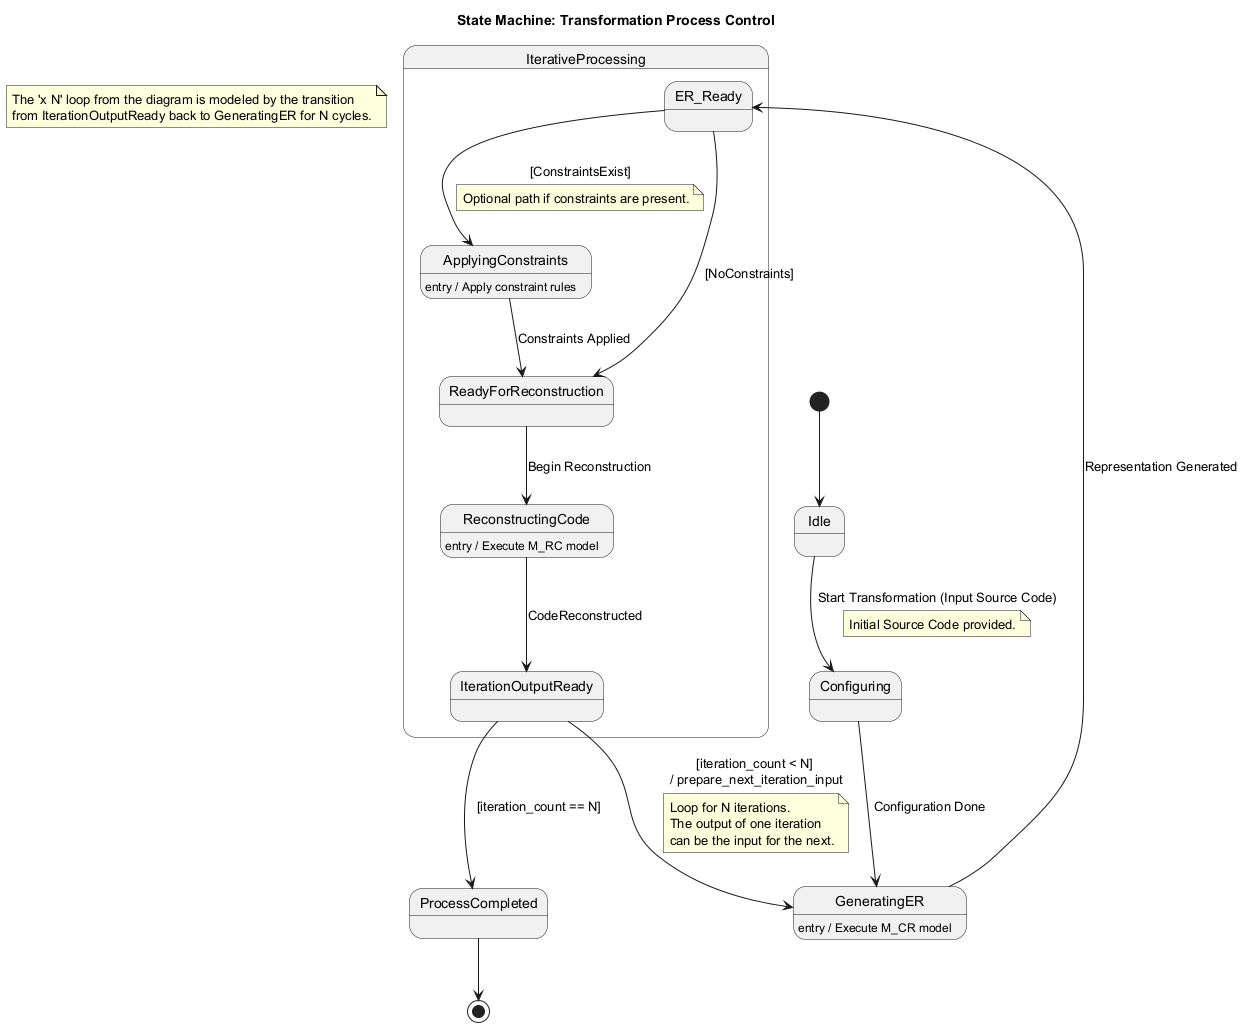 State Machine: Transformation Process Control
IterativeProcessing
The 'x N' loop from the diagram is modeled by the transition
from IterationOutputReady back to GeneratingER for N cycles.
ER_Ready
[ConstraintsExist]
Optional path if constraints are present.
ApplyingConstraints
entry / Apply constraint rules
[NoConstraints]
Constraints Applied
ReadyForReconstruction
Begin Reconstruction
Representation Generated
ReconstructingCode
entry / Execute M_RC model
Idle
CodeReconstructed
Start Transformation (Input Source Code)
Initial Source Code provided.
IterationOutputReady
Configuring
[iteration_count < N]
/ prepare_next_iteration_input
Loop for N iterations.
The output of one iteration
can be the input for the next.
[iteration_count == N]
Configuration Done
ProcessCompleted
GeneratingER
entry / Execute M_CR model